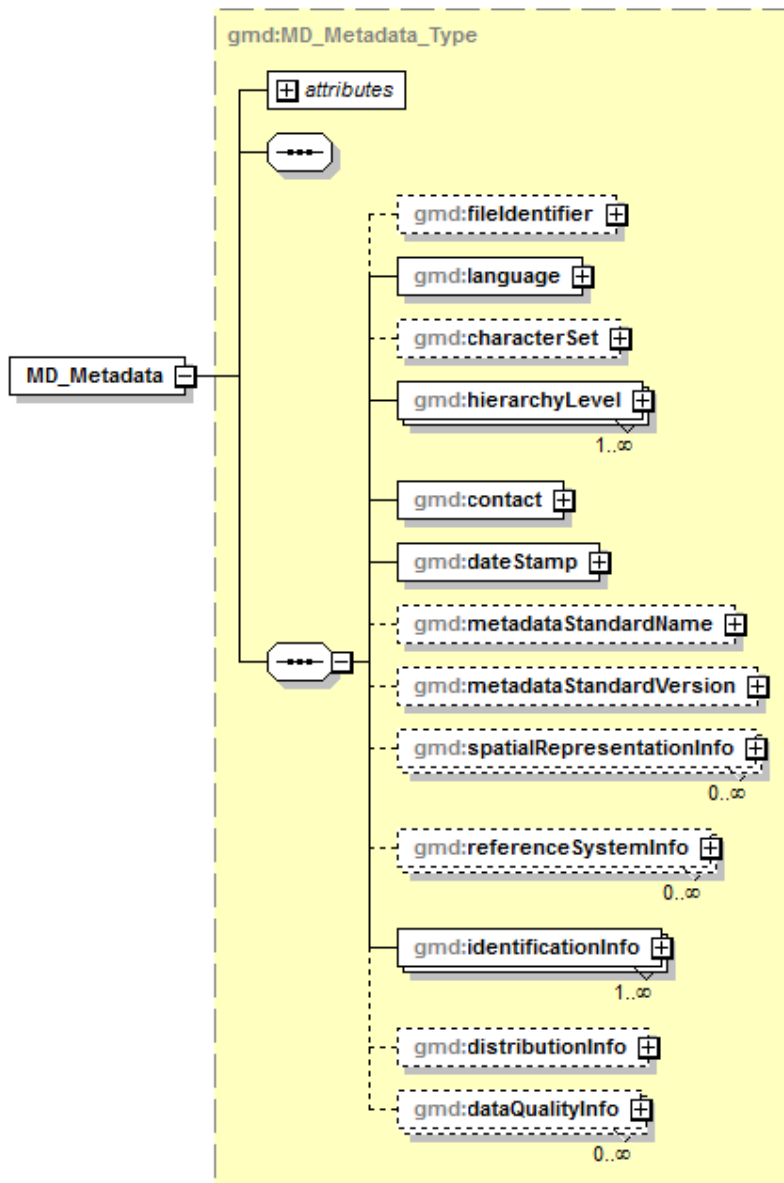 gmd:MD_Metadata_Type
attributes
gmd:fileIdentifier
gmd:language
gmd:characterSet
MD_Metadata
gmd:hierarchyLevel
1..∞
gmd:contact
gmd:dateStamp
gmd:metadataStandardName
gmd:metadataStandardVersion
gmd:spatialRepresentationInfo
0..∞
gmd:referenceSystemInfo
0..∞
gmd:identificationInfo
1..∞
gmd:distributionInfo
gmd:dataQualityInfo
0..∞